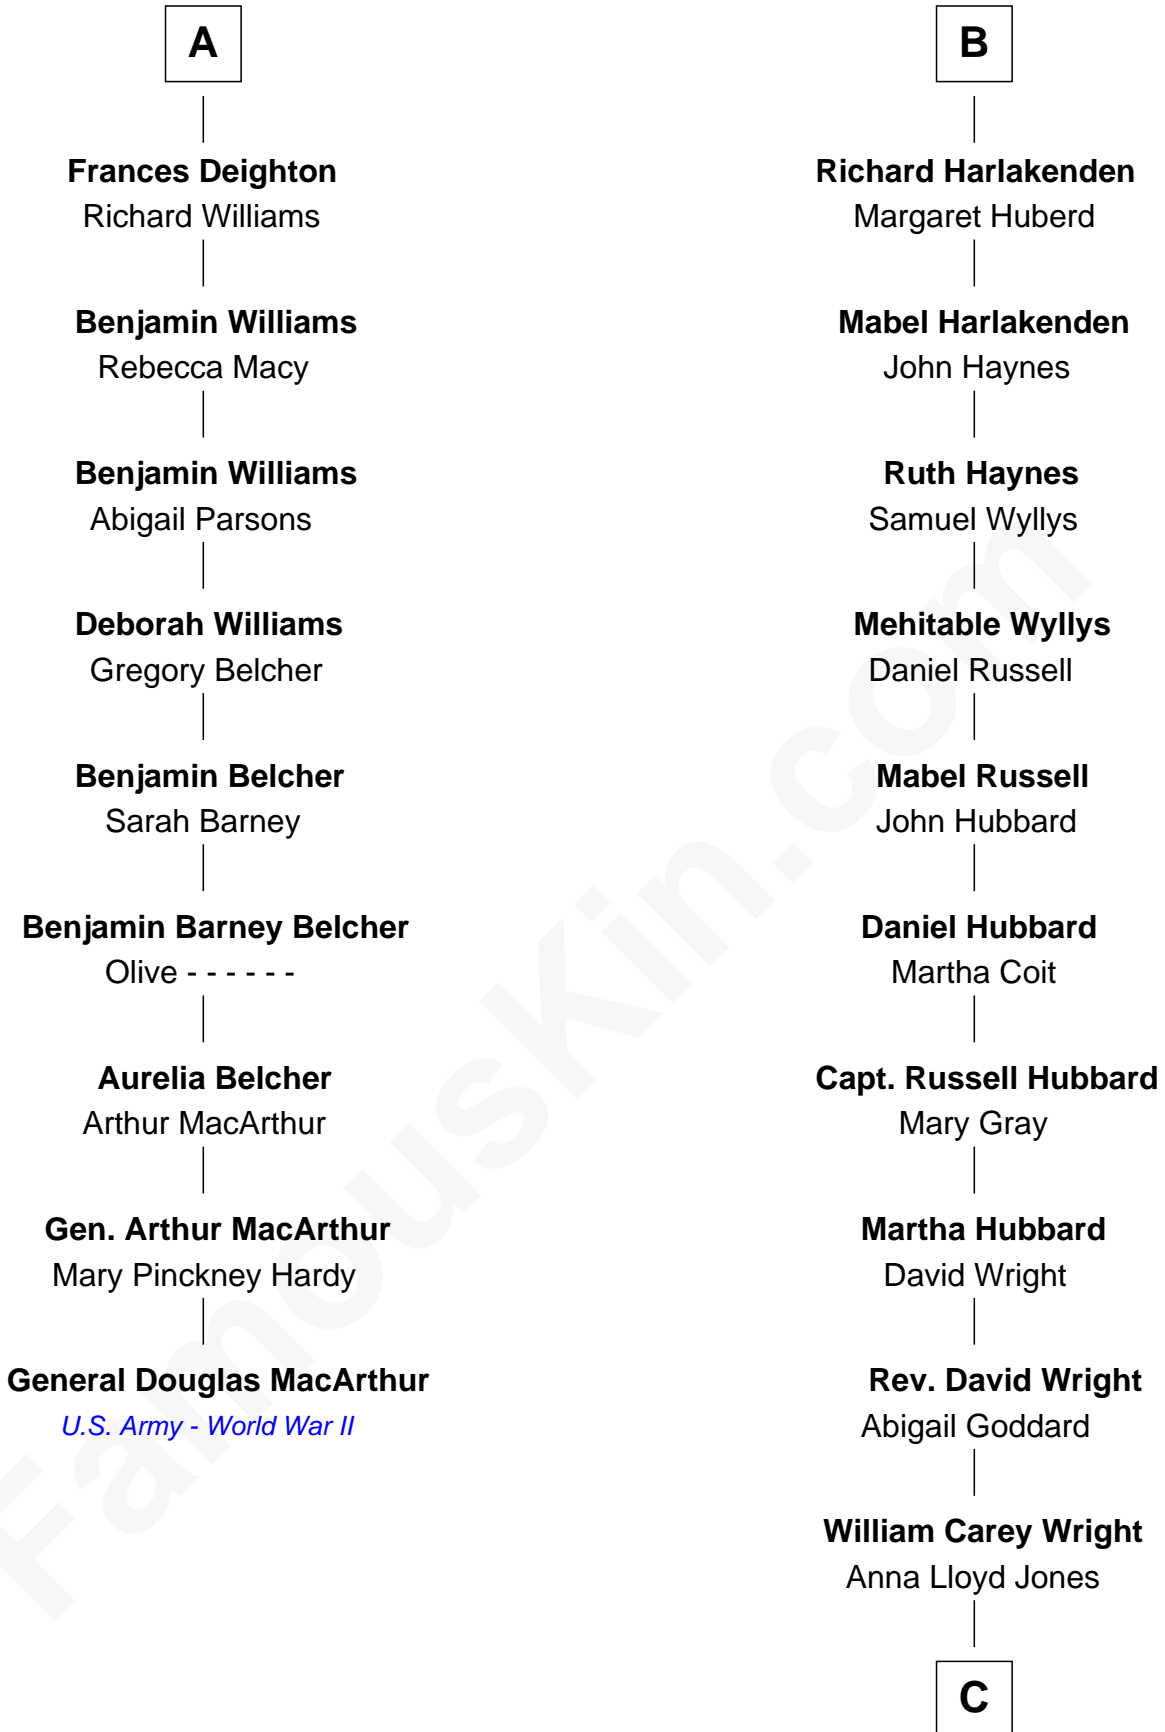 A
Frances Deighton
Richard Williams
Benjamin Williams
Rebecca Macy
Benjamin Williams
Abigail Parsons
Deborah Williams
Gregory Belcher
Benjamin Belcher
Sarah Barney
Benjamin Barney Belcher
Olive - - - - - -
Aurelia Belcher
Arthur MacArthur
Gen. Arthur MacArthur
Mary Pinckney Hardy
General Douglas MacArthur
U.S. Army - World War II
B
Richard Harlakenden
Margaret Huberd
Mabel Harlakenden
John Haynes
Ruth Haynes
Samuel Wyllys
Mehitable Wyllys
Daniel Russell
Mabel Russell
John Hubbard
Daniel Hubbard
Martha Coit
Capt. Russell Hubbard
Mary Gray
Martha Hubbard
David Wright
Rev. David Wright
Abigail Goddard
William Carey Wright
Anna Lloyd Jones
C
FamousKin.com